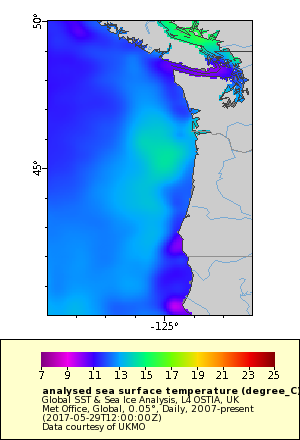 50°
45°
-125°
7 9 11 13 15 17 19 21 23 25
analysed sea surface temperature (degree_C)
Global SST & Sea Ice Analysis, L4 OSTIA, UK
Met Office, Global, 0.05°, Daily, 2007-present
(2017-05-29T12:00:00Z)
Data courtesy of UKMO